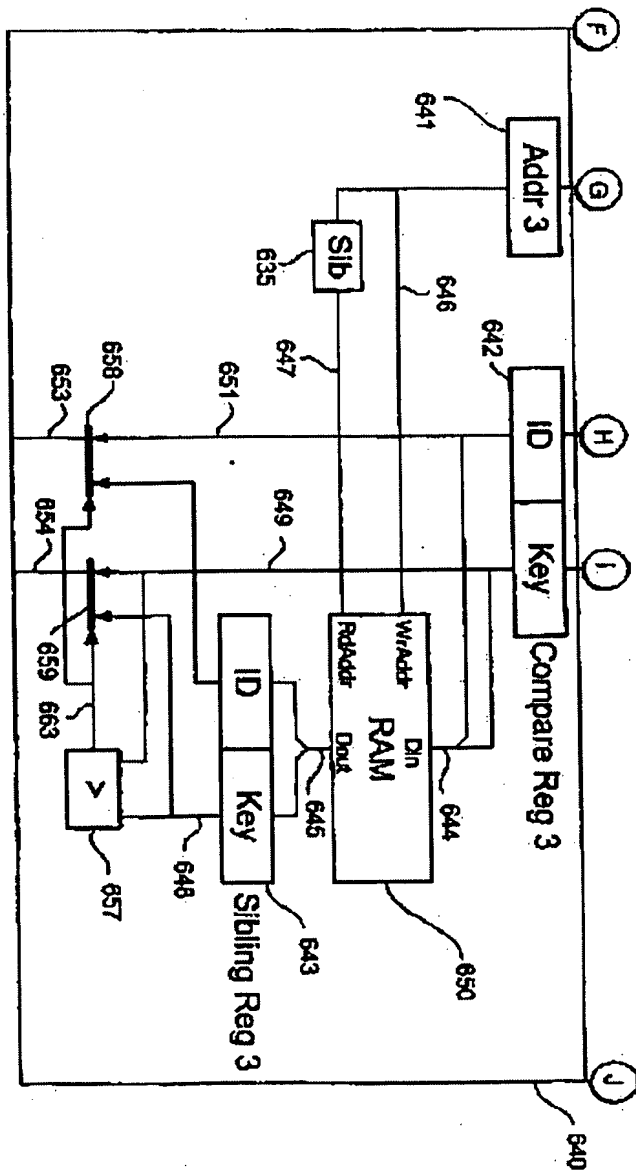 F
G
H
I
J
640
641
Addr 3
642
ID
Key
Compare Reg 3
646
644
Sib
635
647
WrAddr
DIn
RAM
RdAddr
Dout
650
651
649
645
ID
Key
643
Sibling Reg 3
648
658
659
663
>
657
653
654